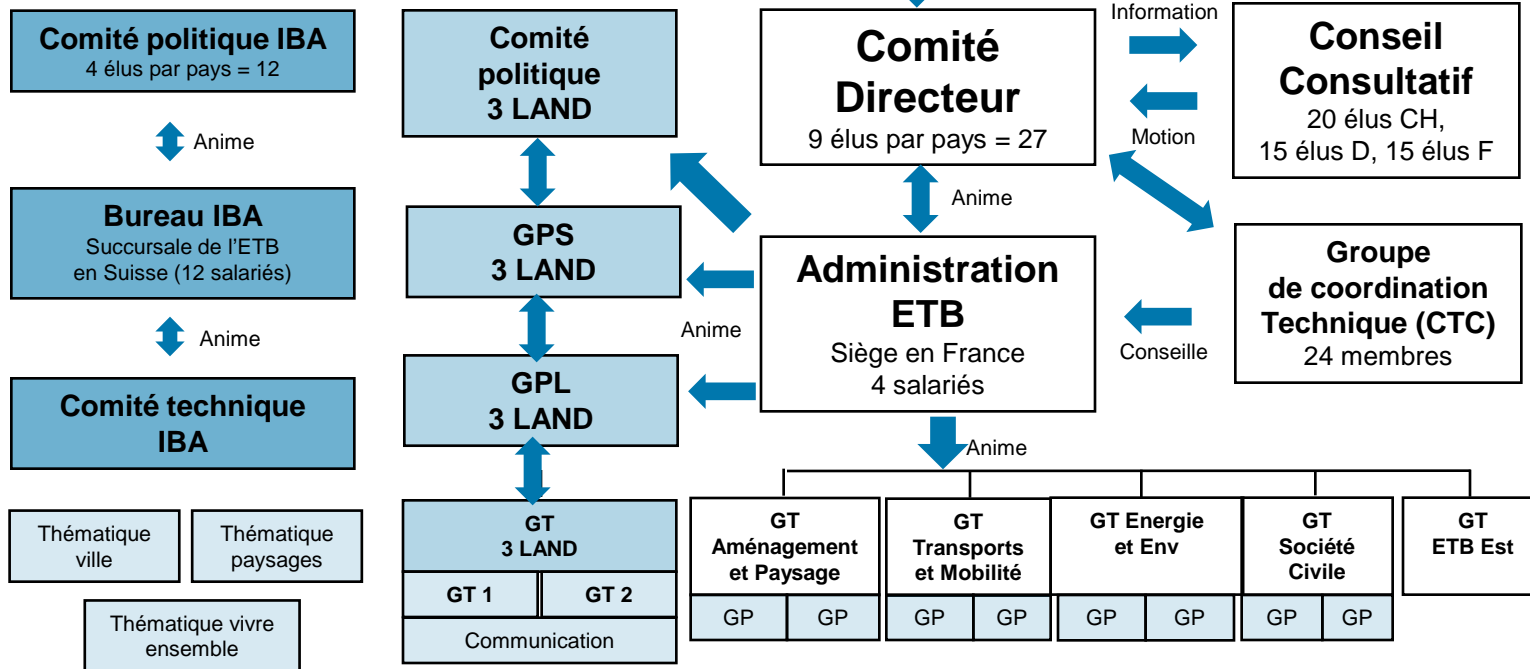 Comité politique IBA
4 élus par pays = 12
Anime
Bureau IBA
Succursale de l'ETB
en Suisse (12 salariés)
Anime
Comité technique
IBA
Thématique
ville
Thématique
paysages
Thématique vivre
ensemble
Comité
politique
3 LAND
GPS
3 LAND
GPL
3 LAND
Anime
GT
3 LAND
GT 1
GT 2
Communication
Comité
Directeur
9 élus par pays = 27
Information
Motion
Conseil
Consultatif
20 élus CH,
15 élus D, 15 élus F
Anime
Administration
ETB
Siège en France
4 salariés
Conseille
Groupe
de coordination
Technique (CTC)
24 membres
Anime
GT
Aménagement
et Paysage
GP
GP
GT
Transports
et Mobilité
GP
GP
GT Energie
et Env
GP
GP
GT
Société
Civile
GP
GP
GT
ETB Est